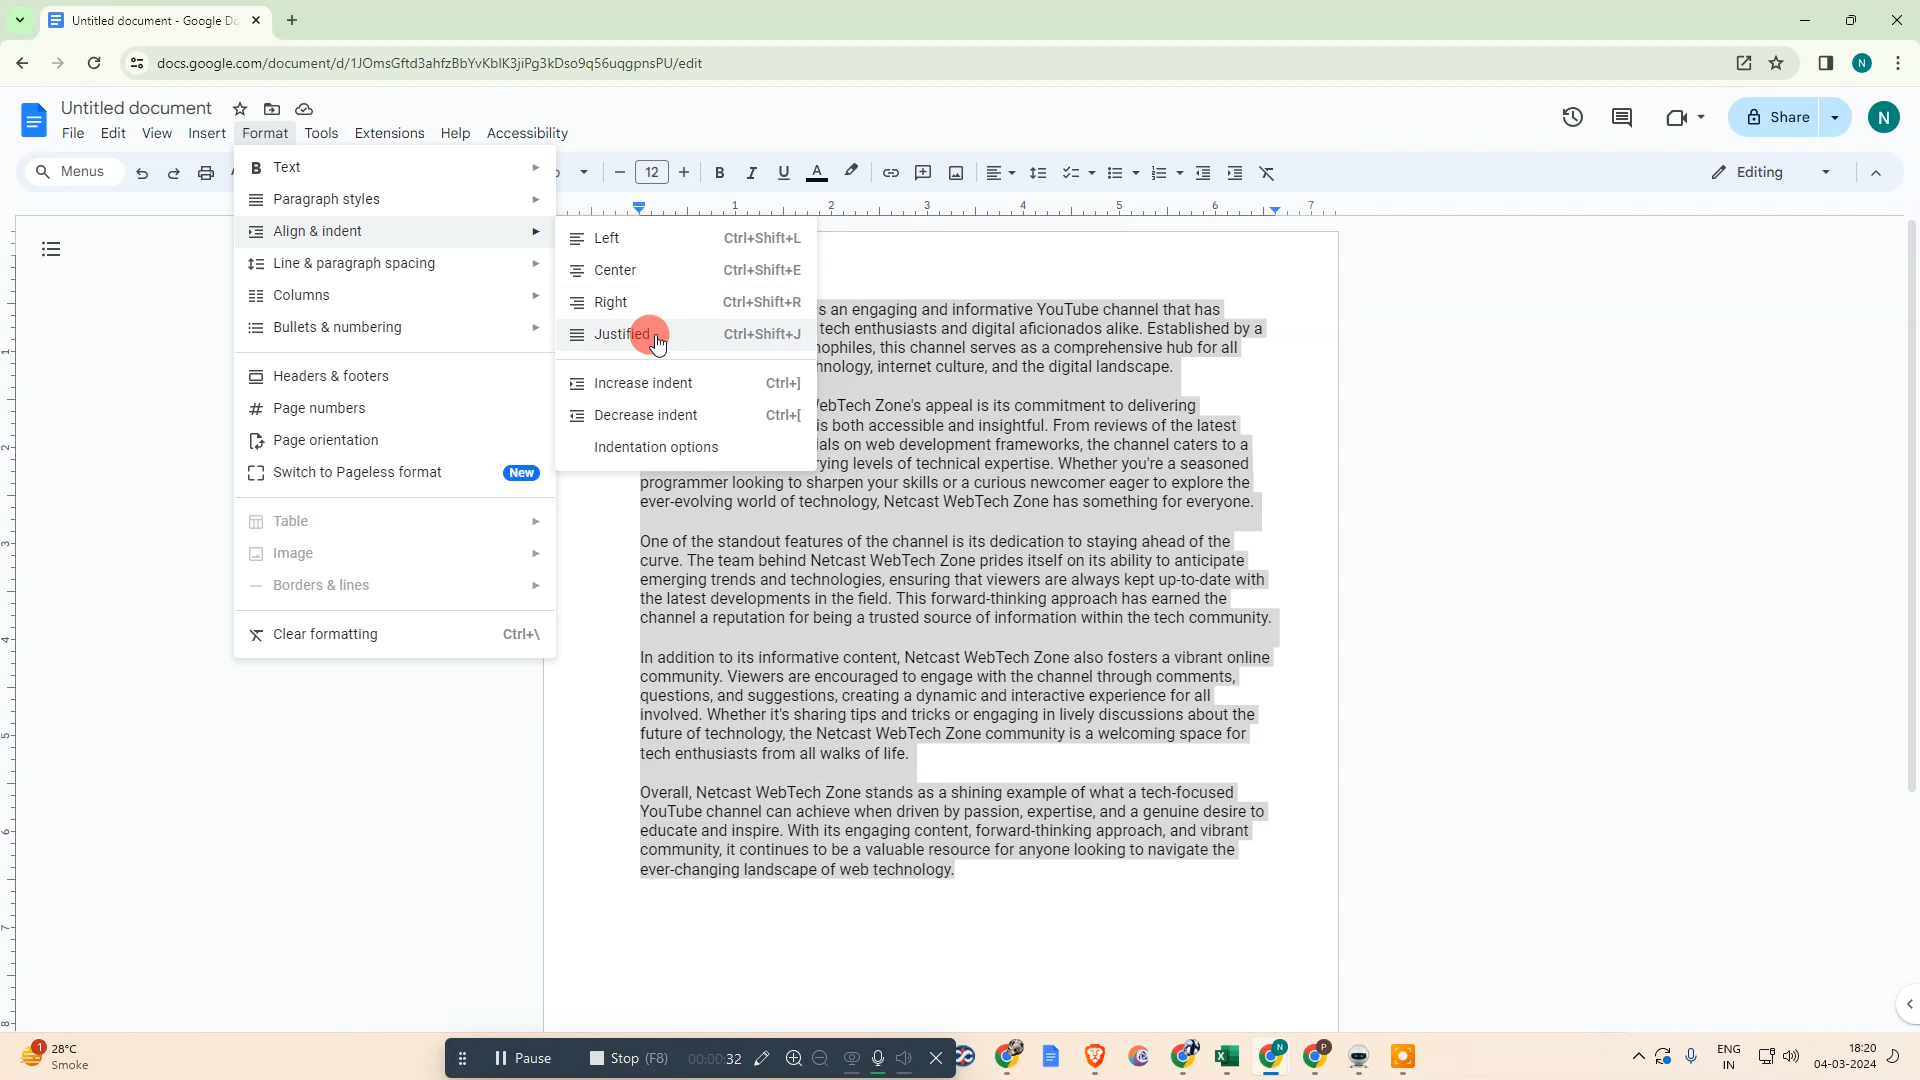 Untitled document - Google Do
docs.google.com/document/d/1JOmsGftd3ahfzBbYvKbIK3jiPg3kDso9q56uqgpnsPU/edit
Untitled document
File Edit View Insert Format Tools Extensions Help Accessibility
Share
N
Menus
12
Editing
Text
Paragraph styles
Align & indent
Line & paragraph spacing
Columns
Bullets & numbering
Headers & footers
Page numbers
Page orientation
Switch to Pageless format New
Table
Image
Borders & lines
Clear formatting Ctrl+\
Left Ctrl+Shift+L
Center Ctrl+Shift+E
Right Ctrl+Shift+R
Justified Ctrl+Shift+J
Increase indent Ctrl+]
Decrease indent Ctrl+[
Indentation options
1 2 3 4 5 6 7
1
2
3
4
5
6
7
8
s an engaging and informative YouTube channel that has
tech enthusiasts and digital aficionados alike. Established by a
nophiles, this channel serves as a comprehensive hub for all
hnology, internet culture, and the digital landscape.
ebTech Zone's appeal is its commitment to delivering
is both accessible and insightful. From reviews of the latest
ials on web development frameworks, the channel caters to a
rying levels of technical expertise. Whether you're a seasoned
programmer looking to sharpen your skills or a curious newcomer eager to explore the
ever-evolving world of technology, Netcast WebTech Zone has something for everyone.
One of the standout features of the channel is its dedication to staying ahead of the
curve. The team behind Netcast WebTech Zone prides itself on its ability to anticipate
emerging trends and technologies, ensuring that viewers are always kept up-to-date with
the latest developments in the field. This forward-thinking approach has earned the
channel a reputation for being a trusted source of information within the tech community.
In addition to its informative content, Netcast WebTech Zone also fosters a vibrant online
community. Viewers are encouraged to engage with the channel through comments,
questions, and suggestions, creating a dynamic and interactive experience for all
involved. Whether it's sharing tips and tricks or engaging in lively discussions about the
future of technology, the Netcast WebTech Zone community is a welcoming space for
tech enthusiasts from all walks of life.
Overall, Netcast WebTech Zone stands as a shining example of what a tech-focused
YouTube channel can achieve when driven by passion, expertise, and a genuine desire to
educate and inspire. With its engaging content, forward-thinking approach, and vibrant
community, it continues to be a valuable resource for anyone looking to navigate the
ever-changing landscape of web technology.
28°C
Smoke
Pause Stop (F8) 00:00:32
ENG
IN
18:20
04-03-2024